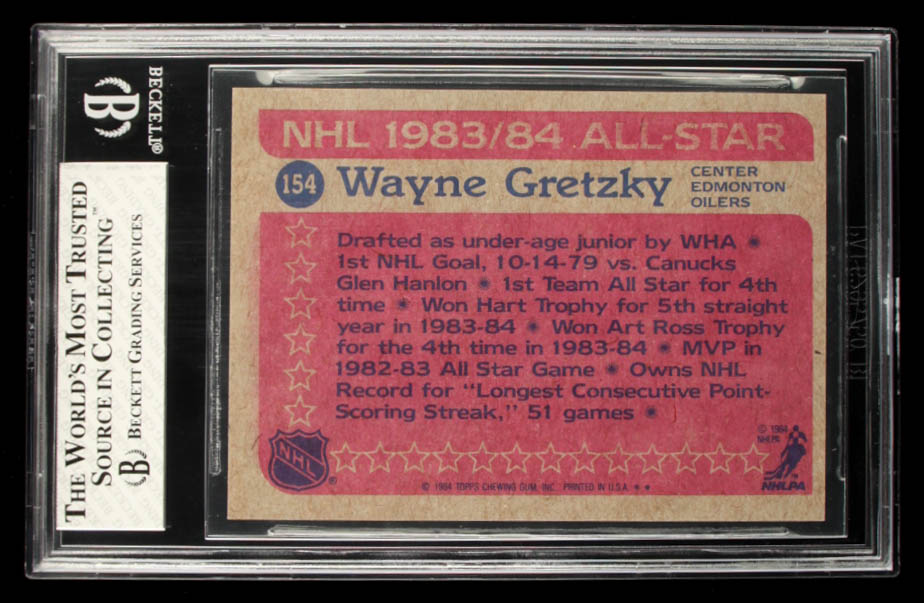 BECKETT®
THE WORLD'S MOST TRUSTED
SOURCE IN COLLECTING™
BECKETT GRADING SERVICES
NHL 1983/84 ALL-STAR
154 Wayne Gretzky
CENTER
EDMONTON
OILERS
Drafted as under-age junior by WHA ✹
1st NHL Goal, 10-14-79 vs. Canucks
Glen Hanlon ✹ 1st Team All Star for 4th
time ✹ Won Hart Trophy for 5th straight
year in 1983-84 ✹ Won Art Ross Trophy
for the 4th time in 1983-84 ✹ MVP in
1982-83 All Star Game ✹ Owns NHL
Record for "Longest Consecutive Point-
Scoring Streak," 51 games ✹
NHL ®
© 1984
NHLPA
NHLPA
© 1984 TOPPS CHEWING GUM, INC. PRINTED IN U.S.A. ✶ ✶